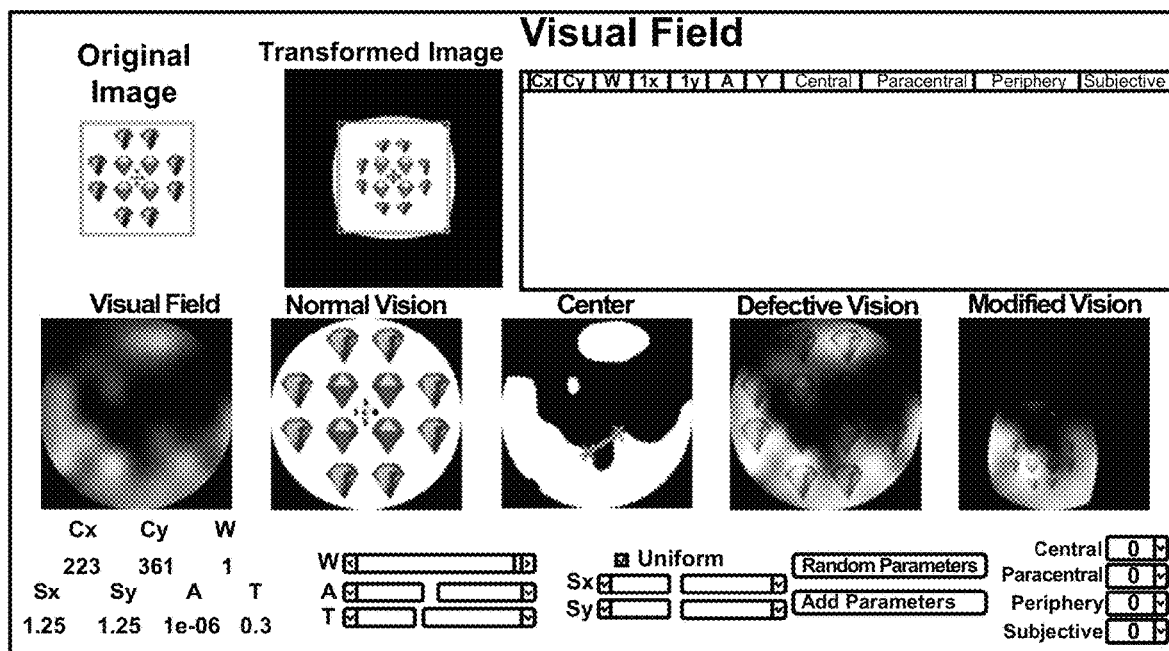 Visual Field
Original Image
Transformed Image
Cx Cy W 1x 1y A Y Central Paracentral Periphery Subjective
Visual Field Normal Vision Center Defective Vision Modified Vision
Cx Cy W
223 361 1
Sx Sy A T
1.25 1.25 1e-06 0.3
W
A
T
Uniform
Sx
Sy
Random Parameters
Add Parameters
Central 0
Paracentral 0
Periphery 0
Subjective 0